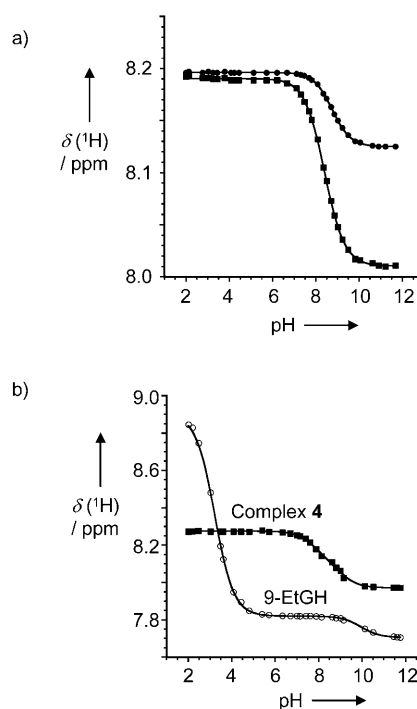 a)
8.2
δ (¹H)
/ ppm
8.1
8.0
2 4 6 8 10 12
pH
b)
9.0
δ (¹H)
/ ppm
8.6
Complex 4
8.2
9-EtGH
7.8
2 4 6 8 10 12
pH